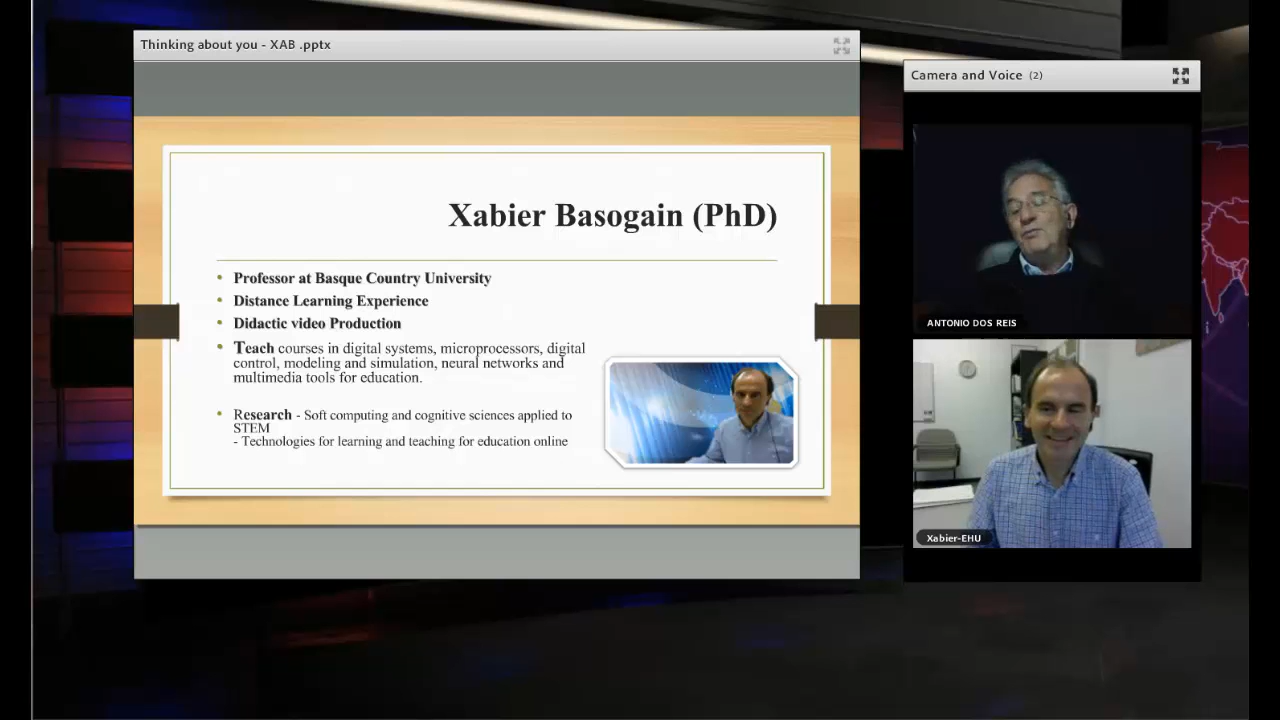 Thinking about you - XAB .pptx
Camera and Voice (2)
Xabier Basogain (PhD)
• Professor at Basque Country University
• Distance Learning Experience
• Didactic video Production
• Teach courses in digital systems, microprocessors, digital
control, modeling and simulation, neural networks and
multimedia tools for education.
• Research - Soft computing and cognitive sciences applied to
STEM
- Technologies for learning and teaching for education online
ANTONIO DOS REIS
Xabier-EHU